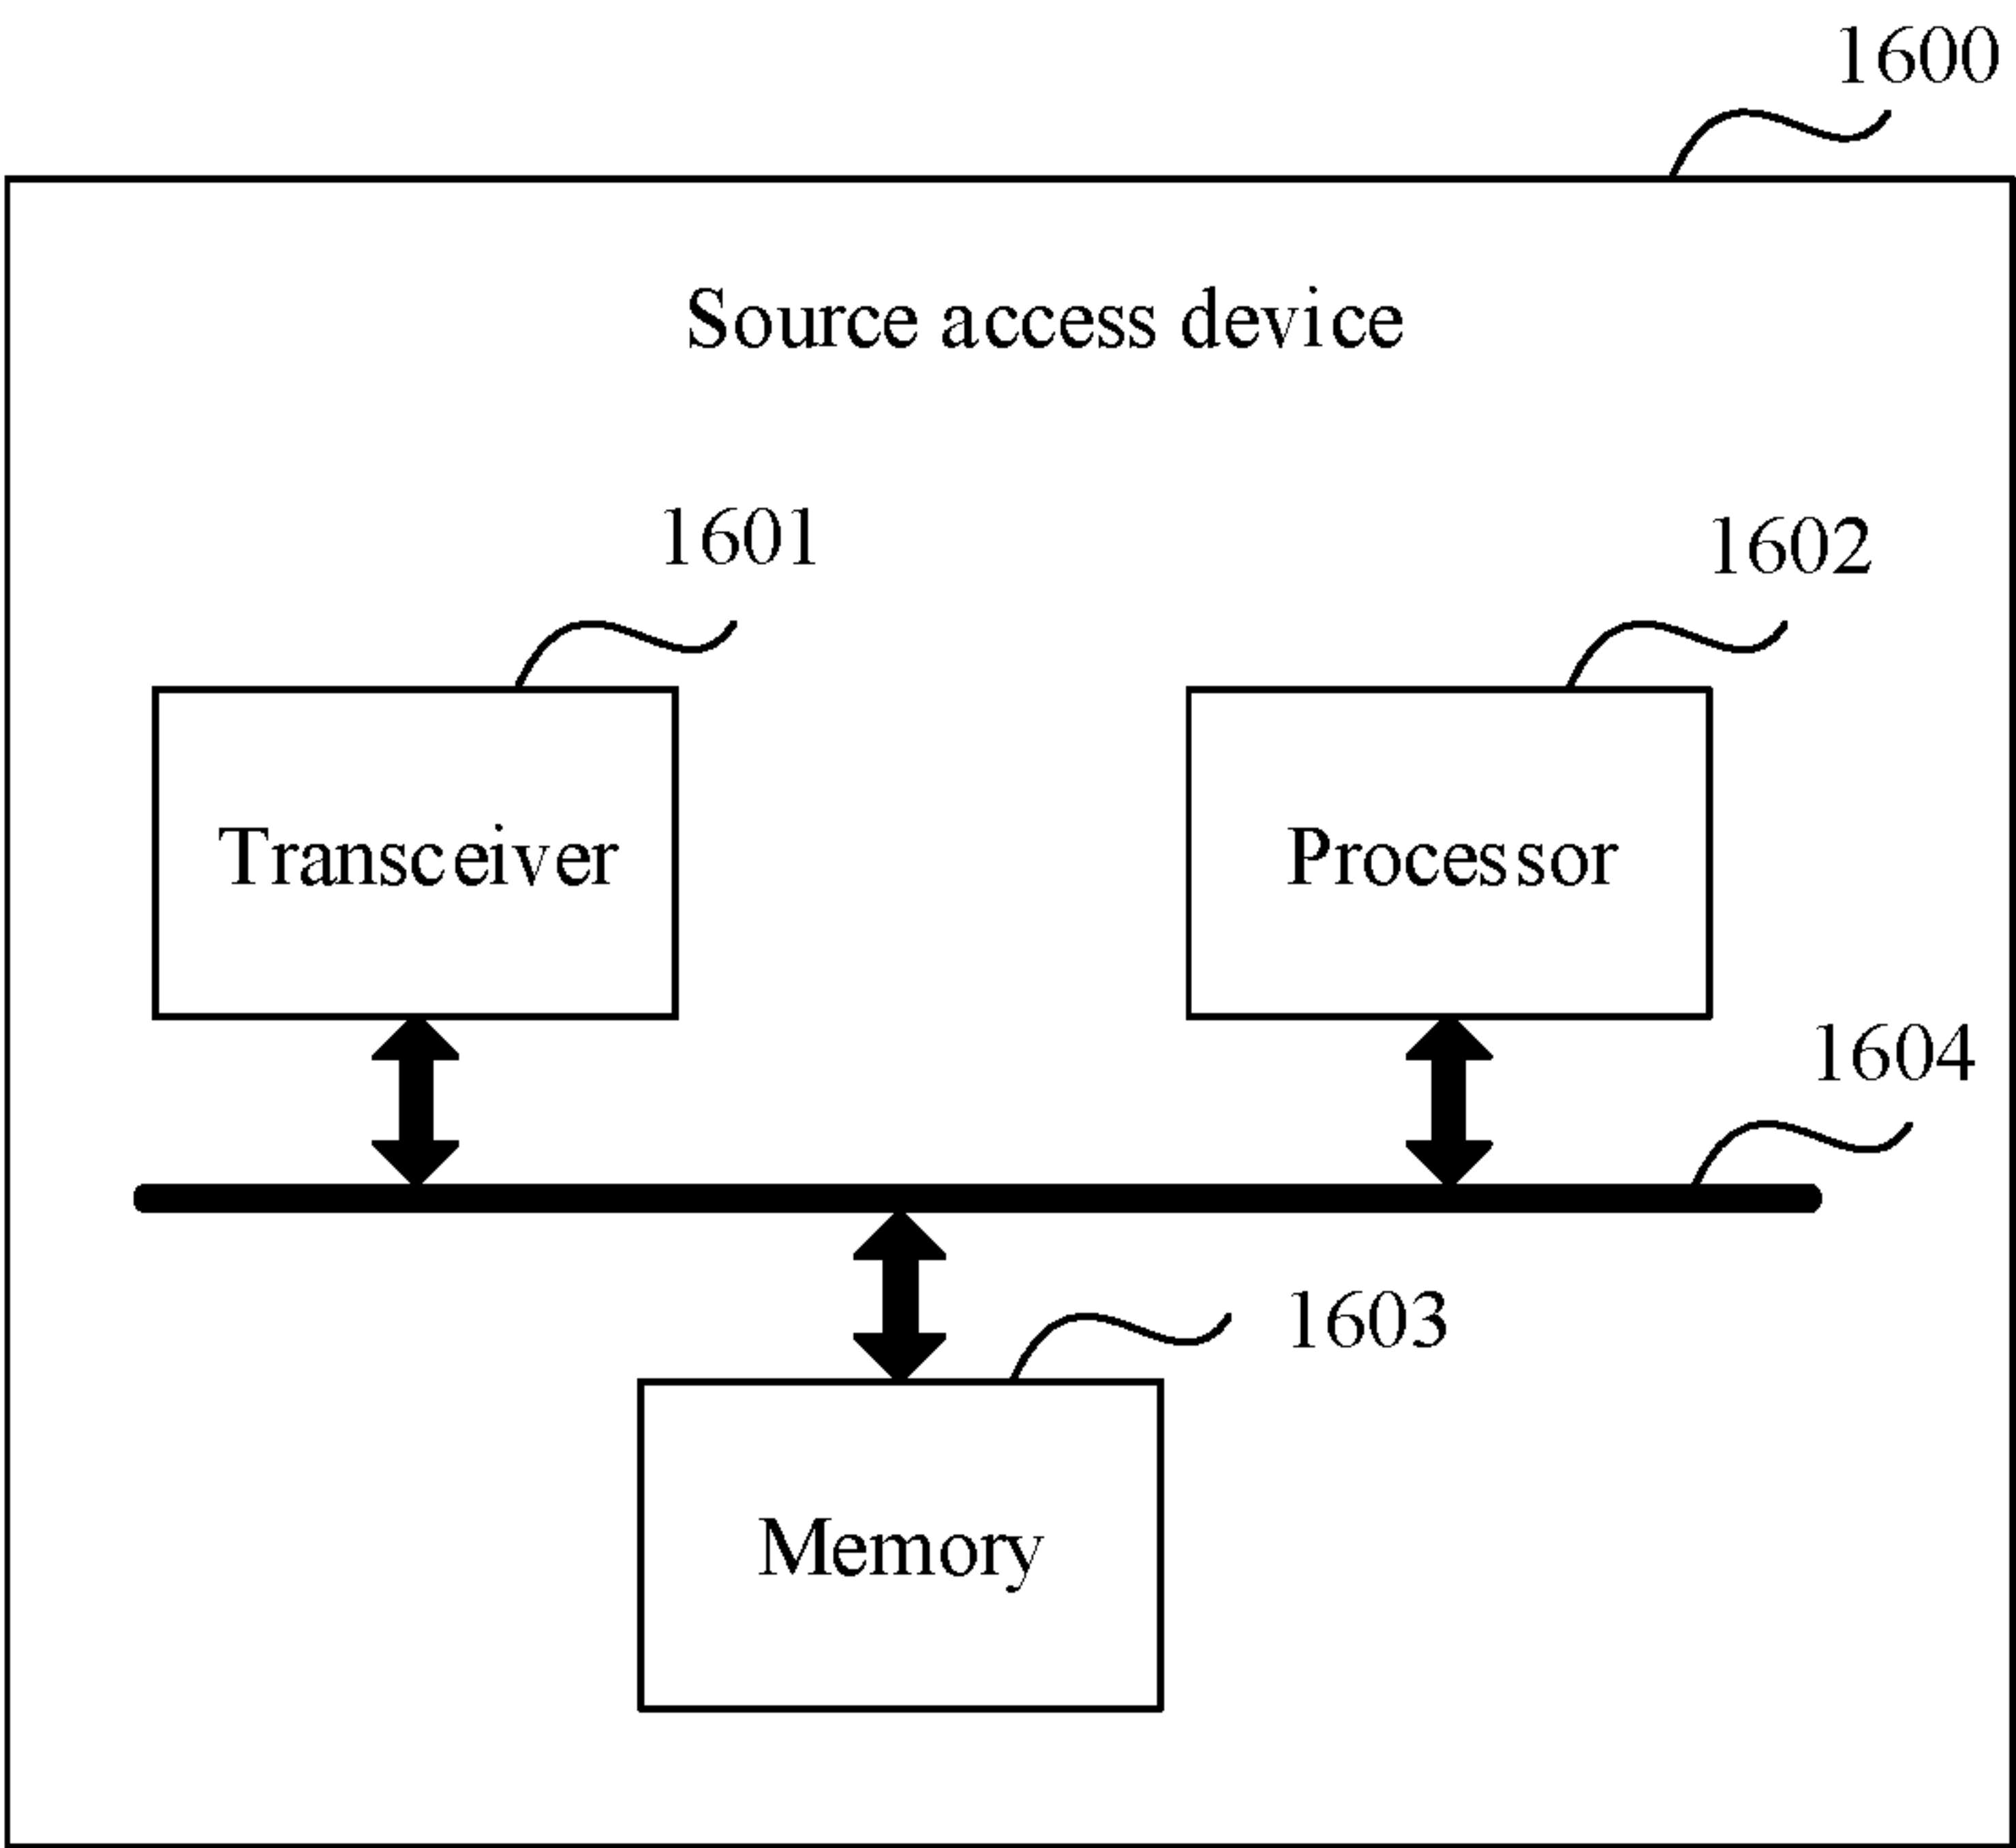 1600
Source access device
1601
1602
Transceiver
Processor
1604
1603
Memory